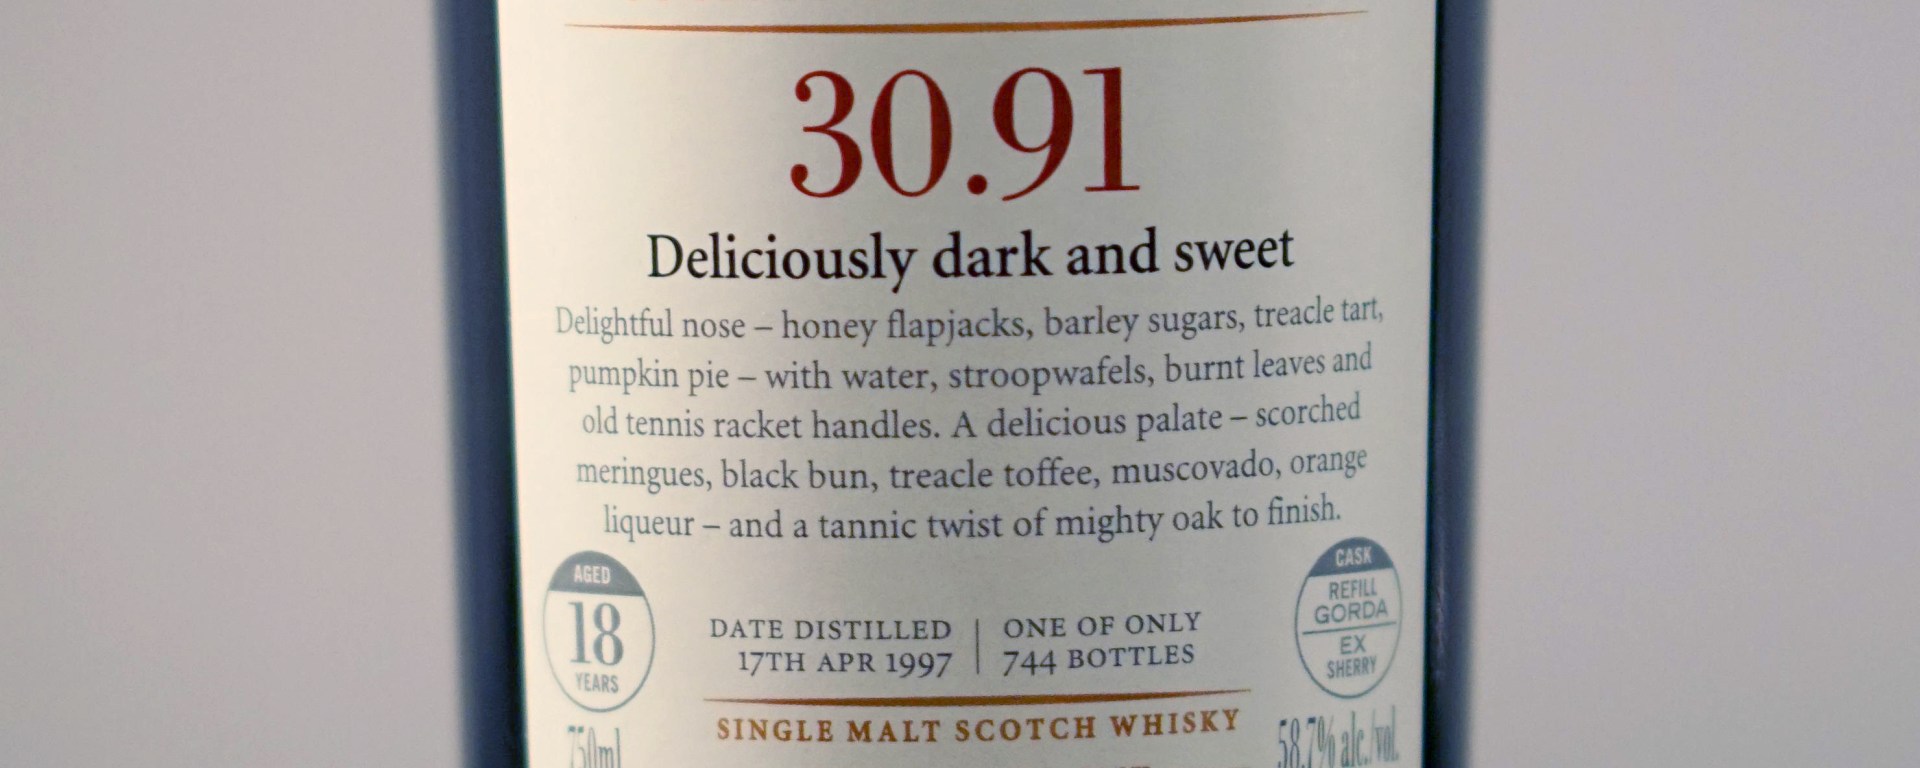 30.91
Deliciously dark and sweet
Delightful nose – honey flapjacks, barley sugars, treacle tart,
pumpkin pie – with water, stroopwafels, burnt leaves and
old tennis racket handles. A delicious palate – scorched
meringues, black bun, treacle toffee, muscovado, orange
liqueur – and a tannic twist of mighty oak to finish.
AGED
18
YEARS
DATE DISTILLED
17TH APR 1997
ONE OF ONLY
744 BOTTLES
CASK
REFILL
GORDA
EX
SHERRY
SINGLE MALT SCOTCH WHISKY
750ml
58.7% alc./vol.